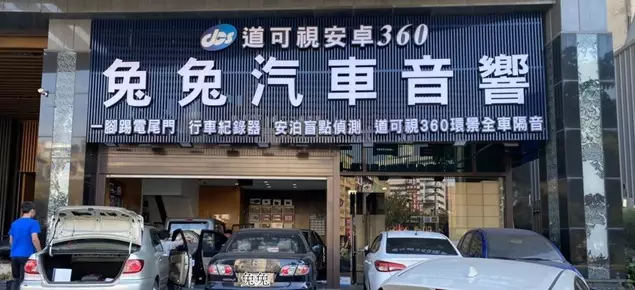 dbs 道可視安卓360
兔兔汽車音響
一腳踢電尾門 行車紀錄器 安泊盲點偵測 道可視360環景全車隔音
兔兔